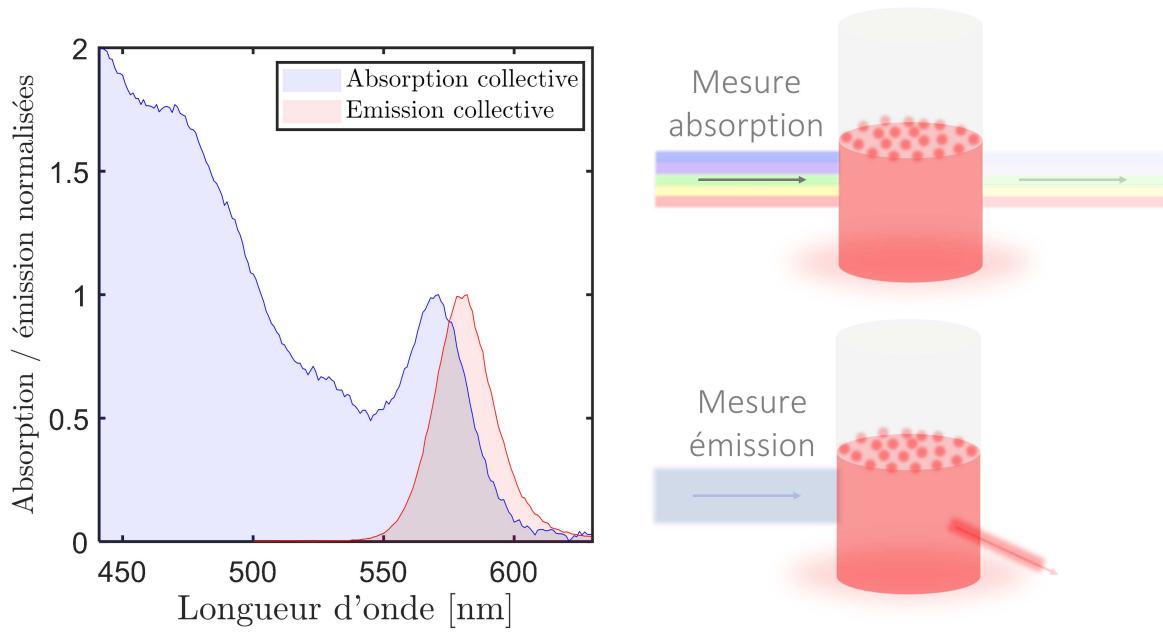 Absorption / émission normalisées
2
1.5
1
0.5
0
450
500
550
600
Longueur d'onde [nm]
Absorption collective
Emission collective
Mesure
absorption
Mesure
émission